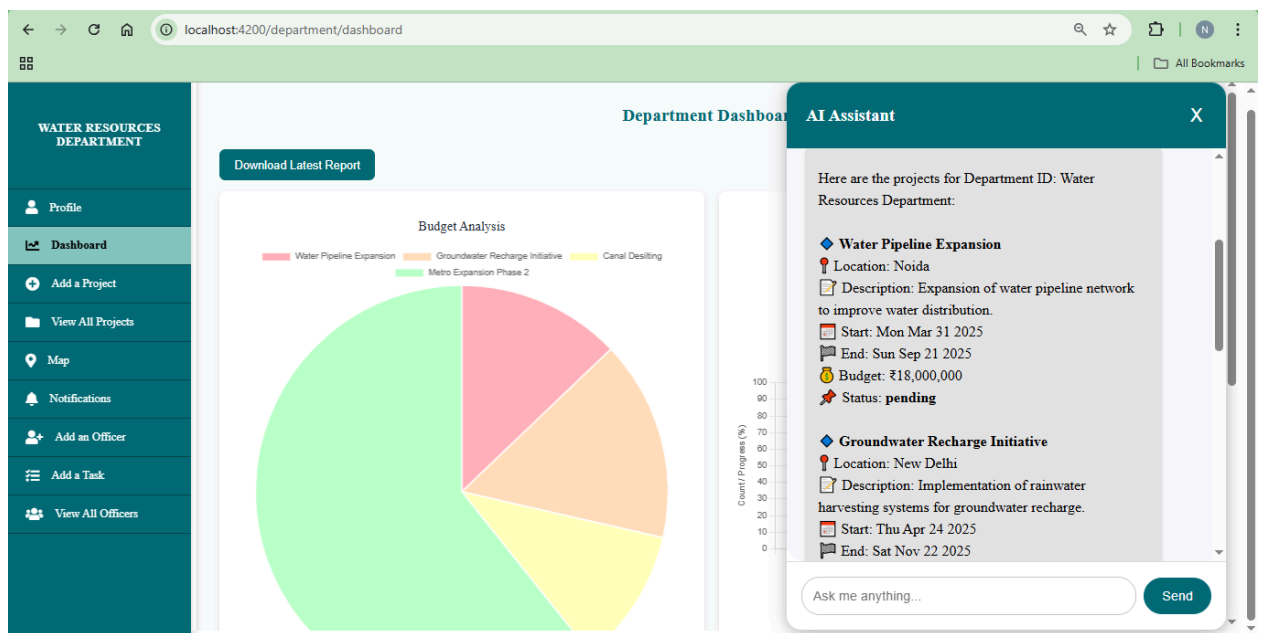 localhost:4200/department/dashboard
N
All Bookmarks
WATER RESOURCES
DEPARTMENT
Profile
Dashboard
Add a Project
View All Projects
Map
Notifications
Add an Officer
Add a Task
View All Officers
Department Dashboar
Download Latest Report
Budget Analysis
Water Pipeline Expansion
Groundwater Recharge Initiative
Canal Desilting
Metro Expansion Phase 2
100
90
80
70
60
50
40
30
20
10
0
Count / Progress (%)
AI Assistant
X
Here are the projects for Department ID: Water
Resources Department:
Water Pipeline Expansion
Location: Noida
Description: Expansion of water pipeline network
to improve water distribution.
Start: Mon Mar 31 2025
End: Sun Sep 21 2025
Budget: ₹18,000,000
Status: pending
Groundwater Recharge Initiative
Location: New Delhi
Description: Implementation of rainwater
harvesting systems for groundwater recharge.
Start: Thu Apr 24 2025
End: Sat Nov 22 2025
Ask me anything...
Send